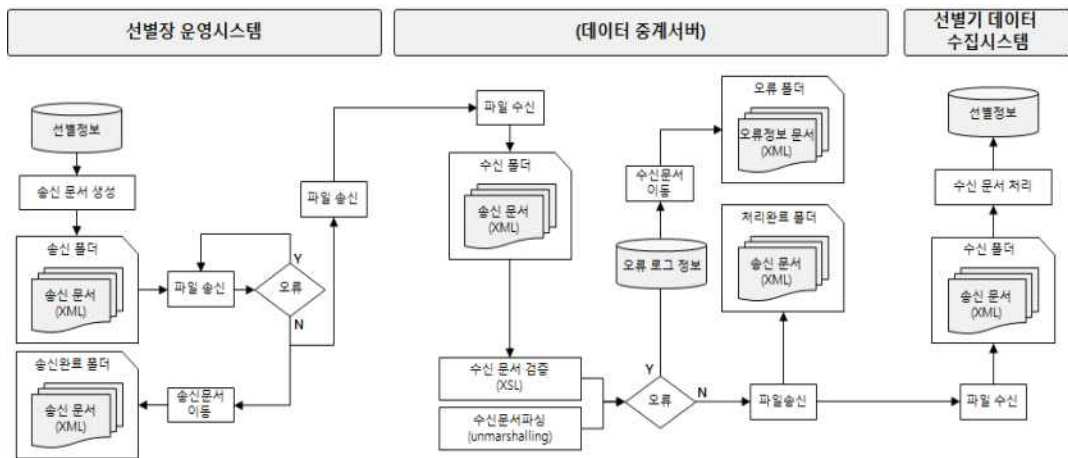 선별장 운영시스템
(데이터 중계서버)
선별기 데이터
수집시스템
선별정보
송신 문서 생성
송신 폴더
송신 문서
(XML)
파일 송신
오류
Y
N
송신완료 폴더
송신 문서
(XML)
송신문서
이동
파일 송신
파일 수신
수신 폴더
송신 문서
(XML)
수신 문서 검증
(XSL)
수신문서파싱
(unmarshalling)
오류
Y
N
오류 로그 정보
수신문서
이동
오류 폴더
오류정보 문서
(XML)
처리완료 폴더
송신 문서
(XML)
파일송신
선별정보
수신 문서 처리
수신 폴더
송신 문서
(XML)
파일 수신